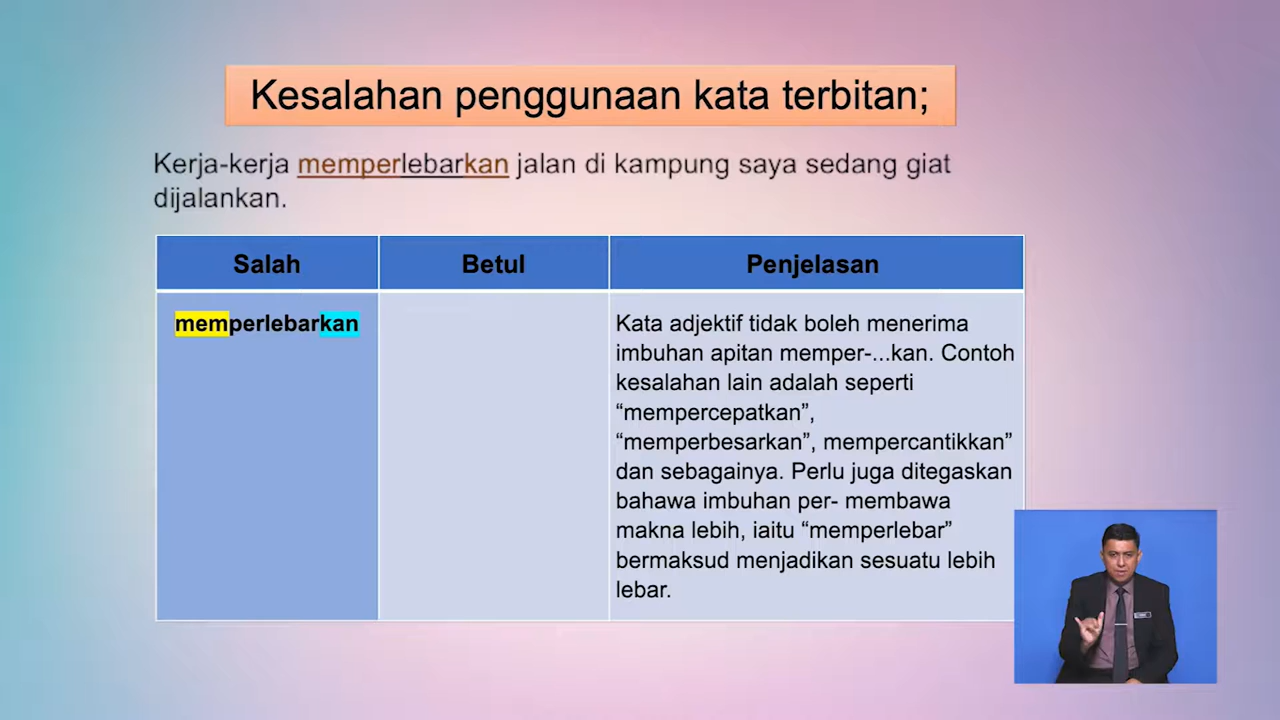 Kesalahan penggunaan kata terbitan;
Kerja-kerja memperlebarkan jalan di kampung saya sedang giat
dijalankan.
Salah
Betul
Penjelasan
memperlebarkan
Kata adjektif tidak boleh menerima
imbuhan apitan memper-...kan. Contoh
kesalahan lain adalah seperti
“mempercepatkan”,
“memperbesarkan”, mempercantikkan”
dan sebagainya. Perlu juga ditegaskan
bahawa imbuhan per- membawa
makna lebih, iaitu “memperlebar”
bermaksud menjadikan sesuatu lebih
lebar.